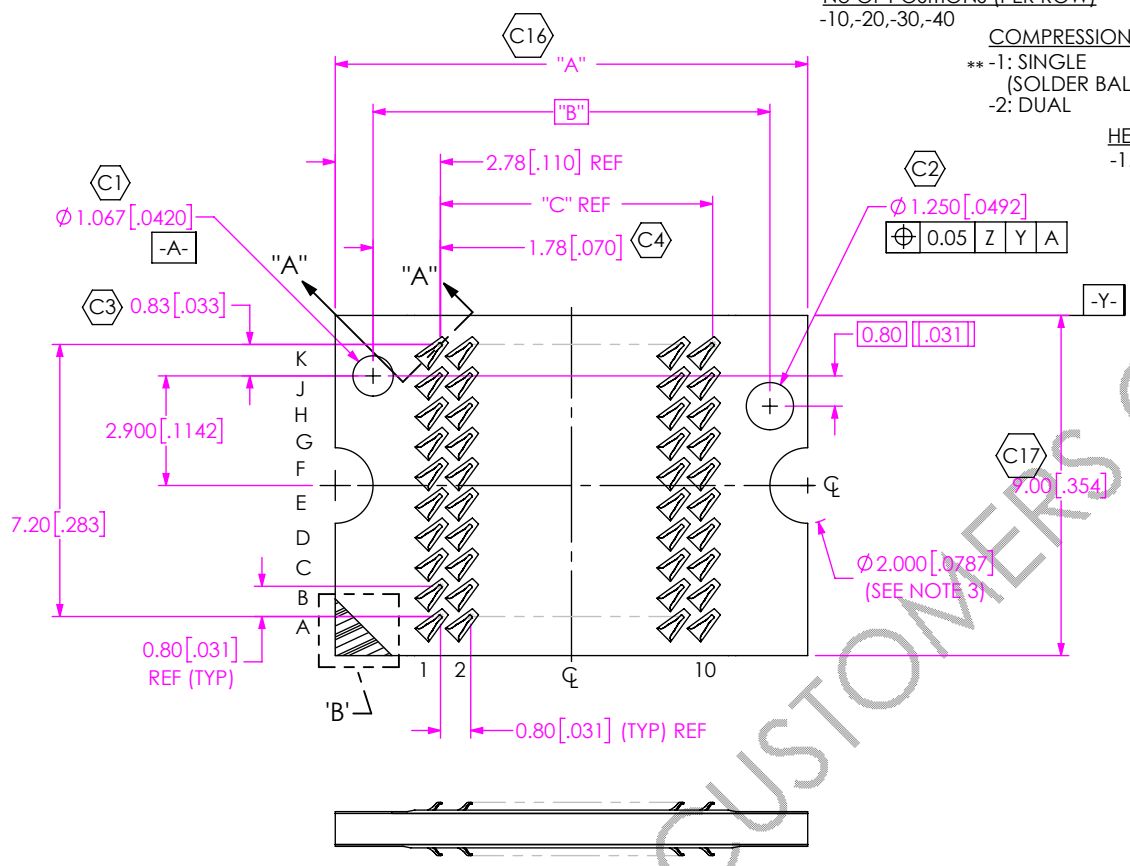 -10,-20,-30,-40
COMPRESSION
** -1: SINGLE
(SOLDER BAL
-2: DUAL
HE
-1
C16
"A"
"B"
2.78[.110] REF
C1
Ø1.067[.0420]
-A-
"C" REF
1.78[.070]
C4
C2
Ø1.250[.0492]
0.05 Z Y A
"A"
"A"
C3
0.83[.033]
-Y-
0.80 [.031]
K
J
H
G
F
E
D
C
B
A
2.900[.1142]
7.20[.283]
C17
9.00[.354]
℄
Ø2.000[.0787]
(SEE NOTE 3)
0.80[.031]
REF (TYP)
1 2
℄
10
'B'
0.80[.031] (TYP) REF
CUSTOMERS